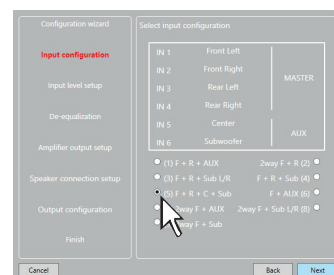 Configuration wizard
Input configuration
Input level setup
De-equalization
Amplifier output setup
Speaker connection setup
Output configuration
Finish
Select input configuration
IN 1 Front Left
IN 2 Front Right
IN 3 Rear Left
IN 4 Rear Right
MASTER
IN 5 Center
IN 6 Subwoofer
AUX
(1) F + R + AUX 2way F + R (2)
(3) F + R + Sub L/R F + R + Sub (4)
(5) F + R + C + Sub F + AUX (6)
2way F + AUX 2way F + Sub L/R (8)
2way F + Sub
Cancel Back Next